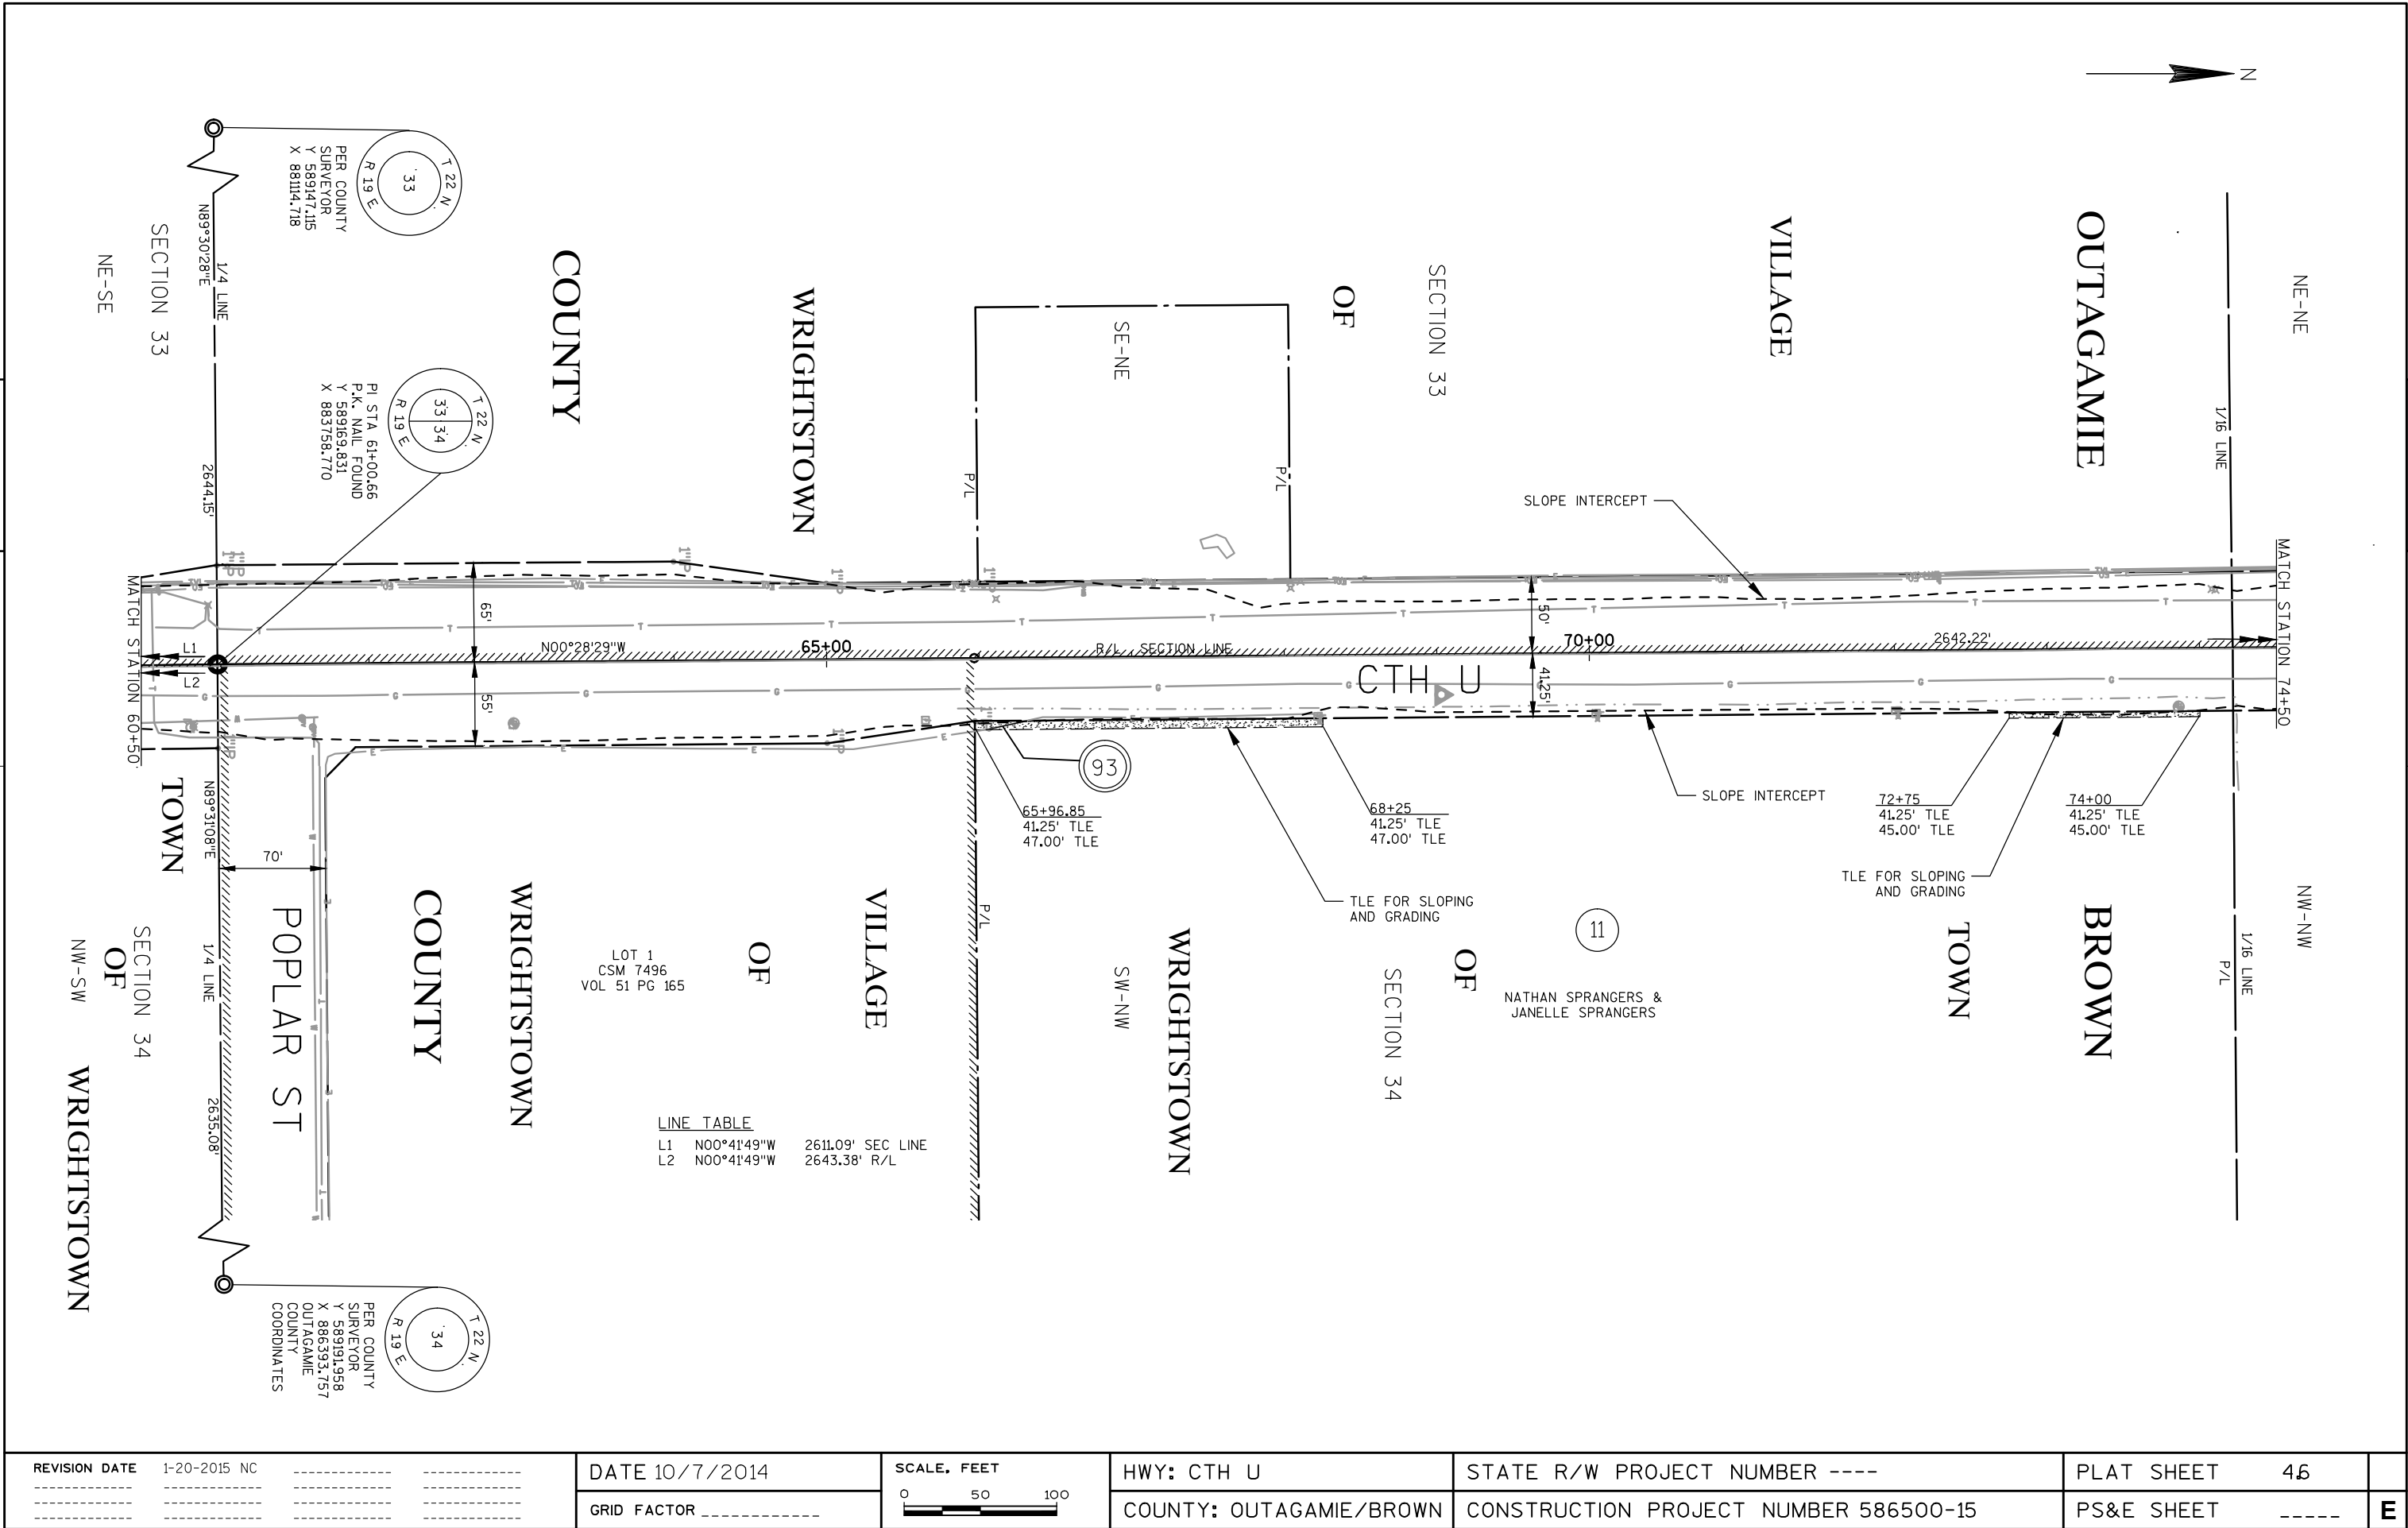 N
T 22 N
33
R 19 E
PER COUNTY
SURVEYOR
Y 589147.115
X 881114.718
N89°30'28"E
1/4 LINE
SECTION 33
NE-SE
2644.15'
T 22 N
33 34
R 19 E
PI STA 61+00.66
P.K. NAIL FOUND
Y 589169.831
X 883758.770
COUNTY
WRIGHTSTOWN
SE-NE
P/L
P/L
OF
SECTION 33
VILLAGE
OUTAGAMIE
NE-NE
1/16 LINE
SLOPE INTERCEPT
MATCH STATION 60+50
MATCH STATION 74+50
1"IP
1"IP
1"IP
65'
55'
L1
L2
N00°28'29"W
65+00
R/L SECTION LINE
70+00
2642.22'
50'
41.25'
CTH U
93
65+96.85
41.25' TLE
47.00' TLE
68+25
41.25' TLE
47.00' TLE
SLOPE INTERCEPT
72+75
41.25' TLE
45.00' TLE
74+00
41.25' TLE
45.00' TLE
TLE FOR SLOPING
AND GRADING
TLE FOR SLOPING
AND GRADING
TOWN
OF
WRIGHTSTOWN
N89°31'08"E
1/4 LINE
2635.08'
70'
POPLAR ST
SECTION 34
NW-SW
COUNTY
WRIGHTSTOWN
LOT 1
CSM 7496
VOL 51 PG 165
OF
VILLAGE
P/L
SW-NW
WRIGHTSTOWN
SECTION 34
OF
11
NATHAN SPRANGERS &
JANELLE SPRANGERS
TOWN
BROWN
NW-NW
1/16 LINE
P/L
LINE TABLE
L1 N00°41'49"W 2611.09' SEC LINE
L2 N00°41'49"W 2643.38' R/L
T 22 N
34
R 19 E
PER COUNTY
SURVEYOR
Y 589191.958
X 886393.757
OUTAGAMIE
COUNTY
COORDINATES
REVISION DATE 1-20-2015 NC
DATE 10/7/2014
GRID FACTOR
SCALE, FEET
0 50 100
HWY: CTH U
COUNTY: OUTAGAMIE/BROWN
STATE R/W PROJECT NUMBER ----
CONSTRUCTION PROJECT NUMBER 586500-15
PLAT SHEET 4.6
PS&E SHEET
E